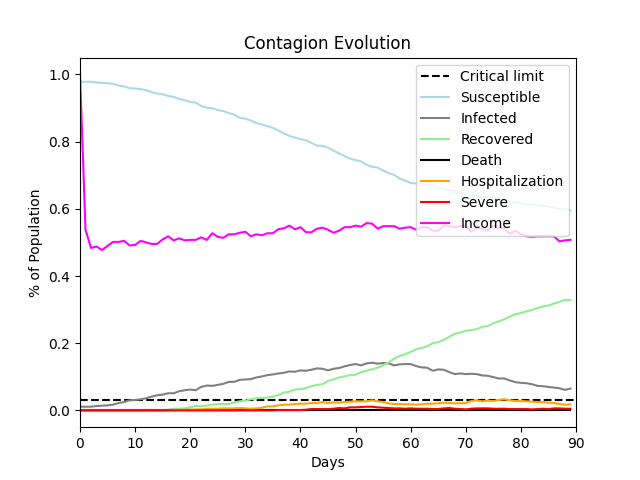 Contagion Evolution
1.0
0.8
0.6
0.4
0.2
0.0
% of Population
Critical limit
Susceptible
Infected
Recovered
Death
Hospitalization
Severe
Income
0 10 20 30 40 50 60 70 80 90
Days